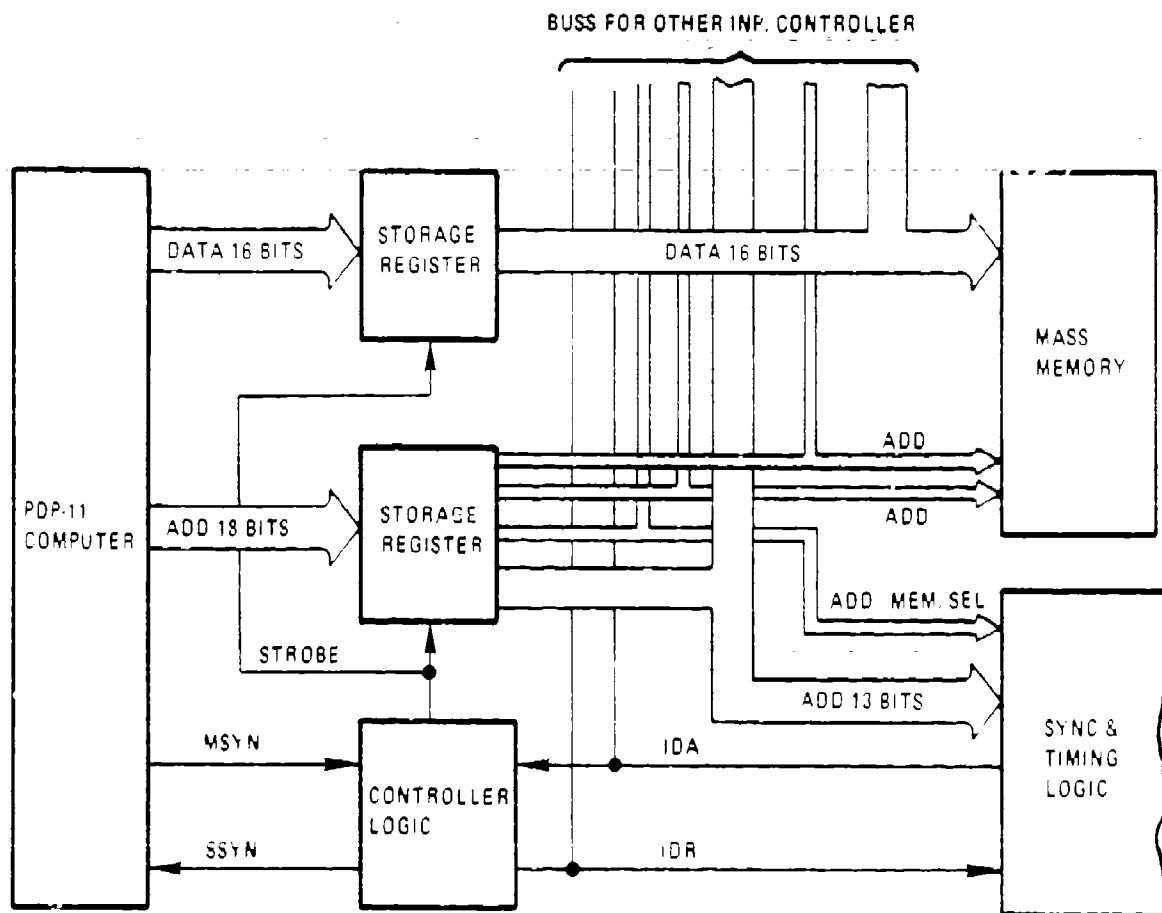 BUSS FOR OTHER INP. CONTROLLER
DATA 16 BITS
STORAGE
REGISTER
DATA 16 BITS
MASS
MEMORY
PDP-11
COMPUTER
ADD 18 BITS
STORAGE
REGISTER
ADD
ADD
ADD MEM. SEL
STROBE
ADD 13 BITS
MSYN
CONTROLLER
LOGIC
IDA
SYNC &
TIMING
LOGIC
SSYN
IDR